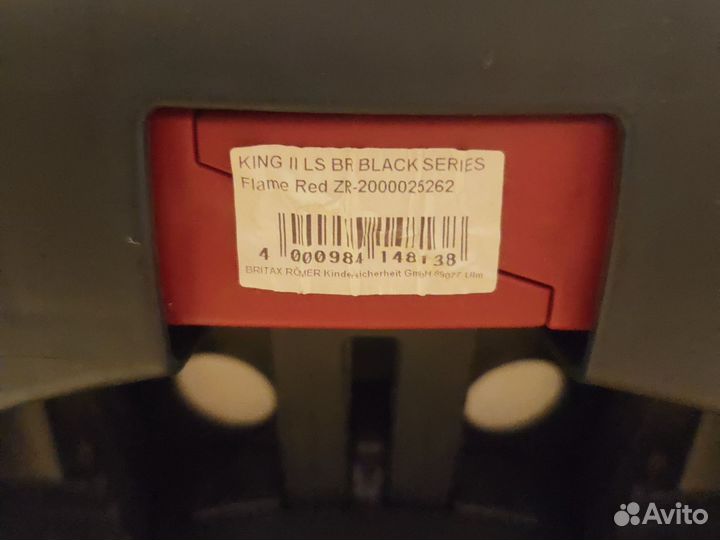 KING II LS BR BLACK SERIES
Flame Red ZR-2000025262
4 000984 148138
BRITAX RÖMER Kindersicherheit GmbH 89077 Ulm
Avito